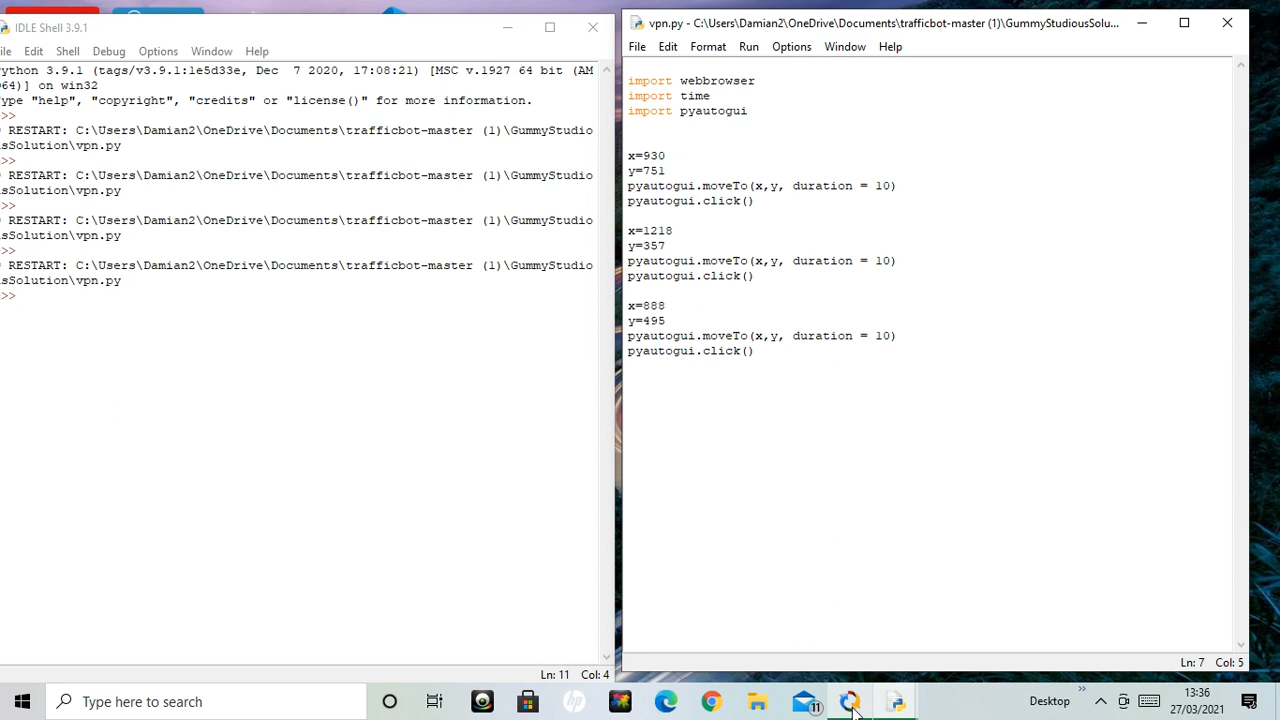 IDLE Shell 3.9.1
ile Edit Shell Debug Options Window Help
ython 3.9.1 (tags/v3.9.1:1e5d33e, Dec  7 2020, 17:08:21) [MSC v.1927 64 bit (AM
D64)] on win32
ype "help", "copyright", "credits" or "license()" for more information.
>>
RESTART: C:\Users\Damian2\OneDrive\Documents\trafficbot-master (1)\GummyStudio
sSolution\vpn.py
>>
RESTART: C:\Users\Damian2\OneDrive\Documents\trafficbot-master (1)\GummyStudio
sSolution\vpn.py
>>
RESTART: C:\Users\Damian2\OneDrive\Documents\trafficbot-master (1)\GummyStudio
sSolution\vpn.py
>>
RESTART: C:\Users\Damian2\OneDrive\Documents\trafficbot-master (1)\GummyStudio
sSolution\vpn.py
>>
Ln: 11 Col: 4
vpn.py - C:\Users\Damian2\OneDrive\Documents\trafficbot-master (1)\GummyStudiousSolu...
File Edit Format Run Options Window Help
import webbrowser
import time
import pyautogui
x=930
y=751
pyautogui.moveTo(x,y, duration = 10)
pyautogui.click()
x=1218
y=357
pyautogui.moveTo(x,y, duration = 10)
pyautogui.click()
x=888
y=495
pyautogui.moveTo(x,y, duration = 10)
pyautogui.click()
Ln: 7 Col: 5
Type here to search
hp
11
Desktop
13:36
27/03/2021